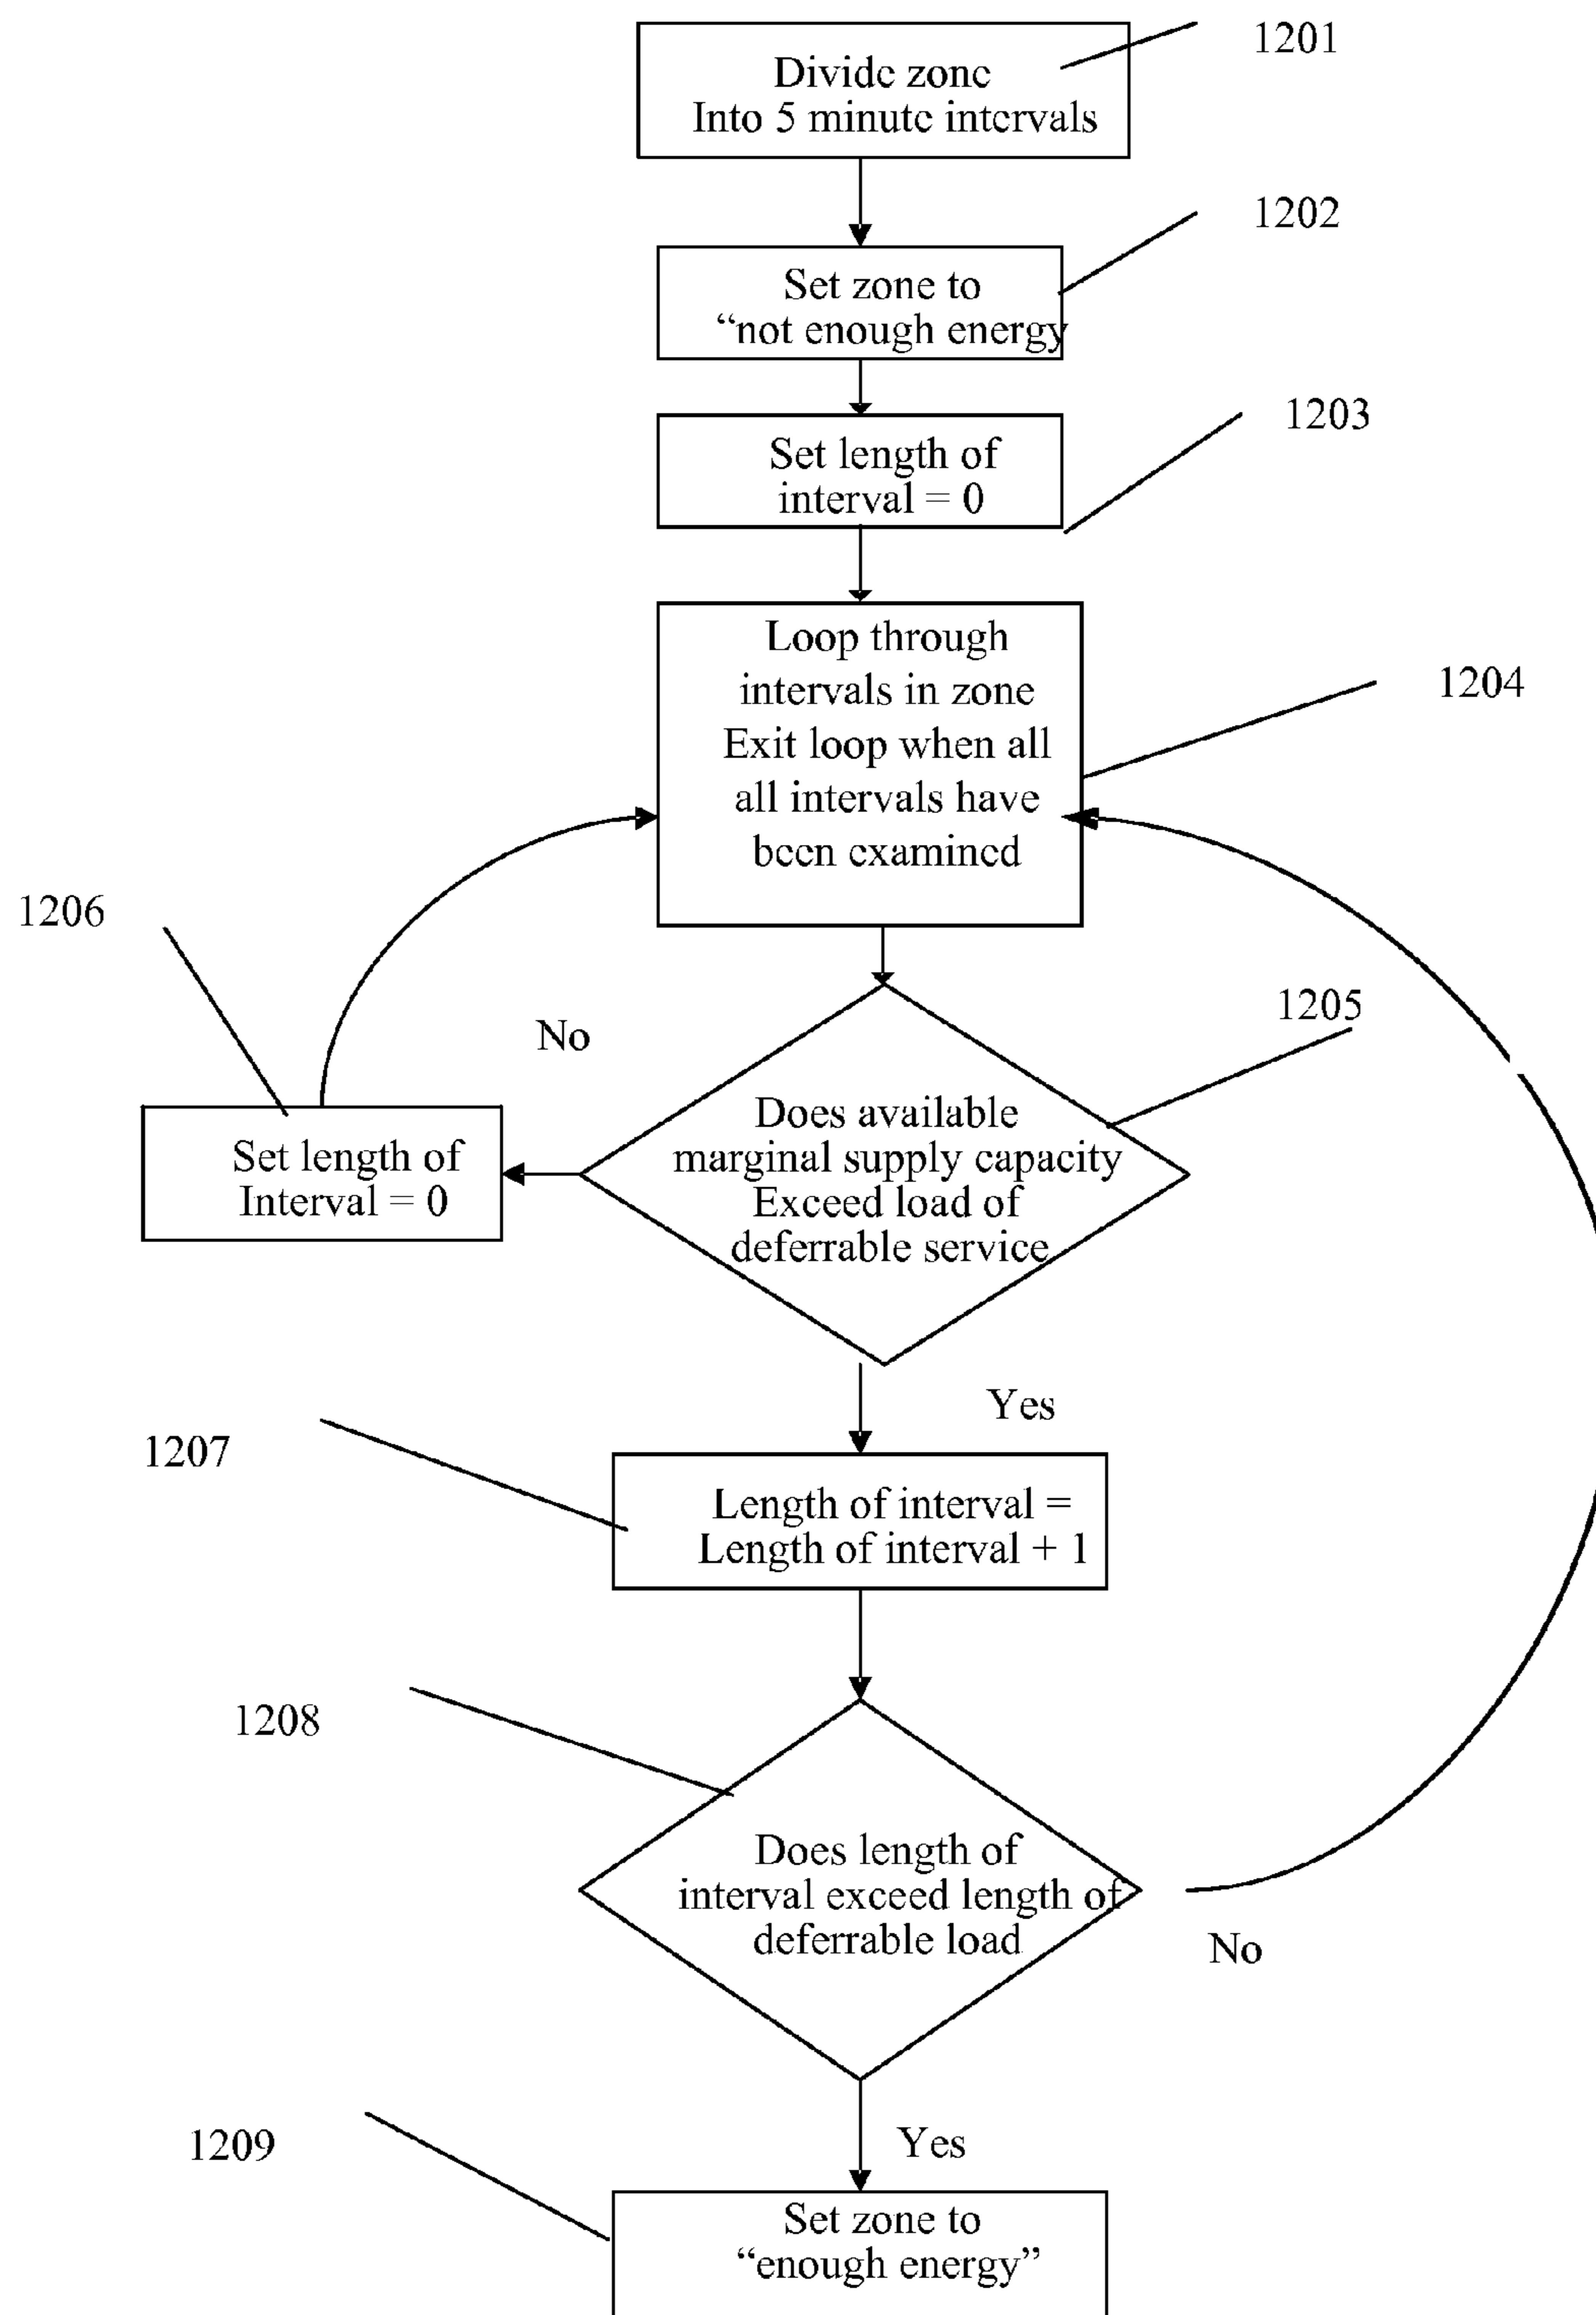 1201
Divide zone
Into 5 minute intervals
1202
Set zone to
“not enough energy
1203
Set length of
interval = 0
Loop through
intervals in zone
Exit loop when all
all intervals have
been examined
1204
1206
No
1205
Does available
marginal supply capacity
Exceed load of
deferrable service
Set length of
Interval = 0
Yes
1207
Length of interval =
Length of interval + 1
1208
Does length of
interval exceed length of
deferrable load
No
Yes
1209
Set zone to
“enough energy”